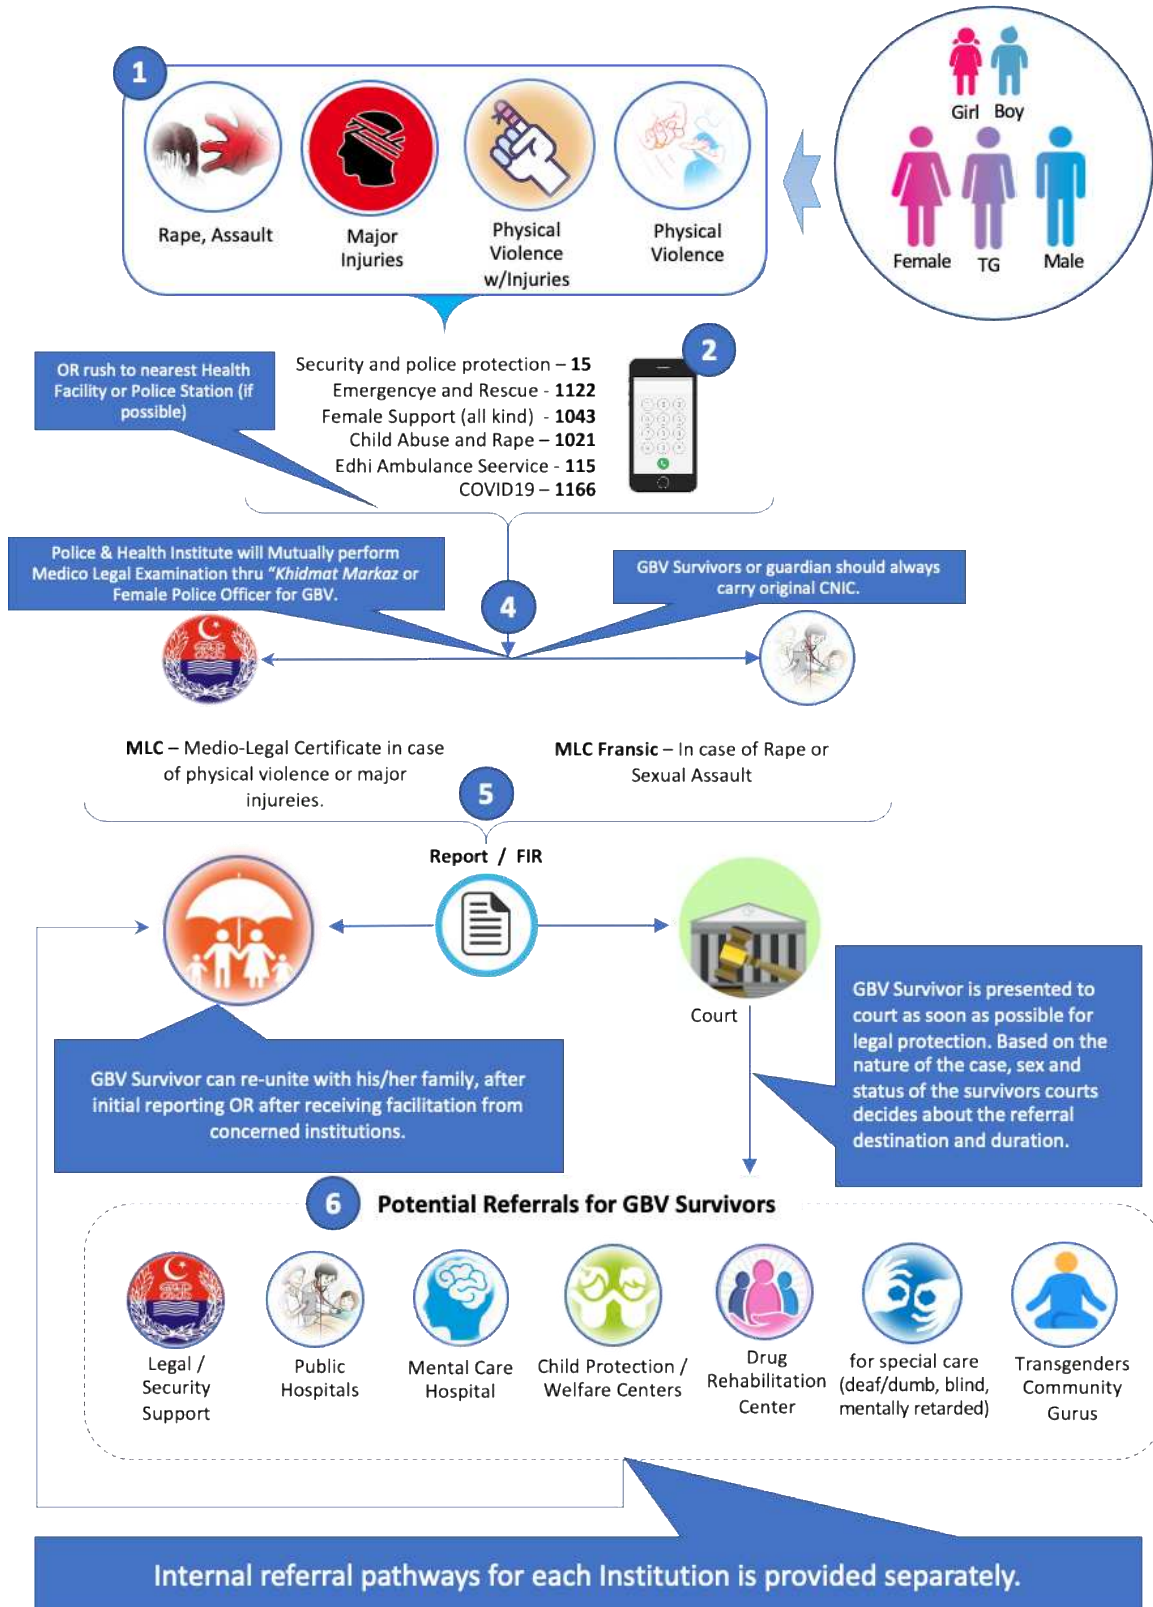 1
Girl Boy
Female TG Male
Rape, Assault
Major
Injuries
Physical
Violence
w/Injuries
Physical
Violence
2
OR rush to nearest Health
Facility or Police Station (if
possible)
Security and police protection – 15
Emergencye and Rescue - 1122
Female Support (all kind) - 1043
Child Abuse and Rape – 1021
Edhi Ambulance Seervice - 115
COVID19 – 1166
Police & Health Institute will Mutually perform
Medico Legal Examination thru “Khidmat Markaz or
Female Police Officer for GBV.
4
GBV Survivors or guardian should always
carry original CNIC.
MLC – Medio-Legal Certificate in case
of physical violence or major
injureies.
MLC Fransic – In case of Rape or
Sexual Assault
5
Report / FIR
Court
GBV Survivor is presented to
court as soon as possible for
legal protection. Based on the
nature of the case, sex and
status of the survivors courts
decides about the referral
destination and duration.
GBV Survivor can re-unite with his/her family, after
initial reporting OR after receiving facilitation from
concerned institutions.
6
Potential Referrals for GBV Survivors
Legal /
Security
Support
Public
Hospitals
Mental Care
Hospital
Child Protection /
Welfare Centers
Drug
Rehabilitation
Center
for special care
(deaf/dumb, blind,
mentally retarded)
Transgenders
Community
Gurus
Internal referral pathways for each Institution is provided separately.